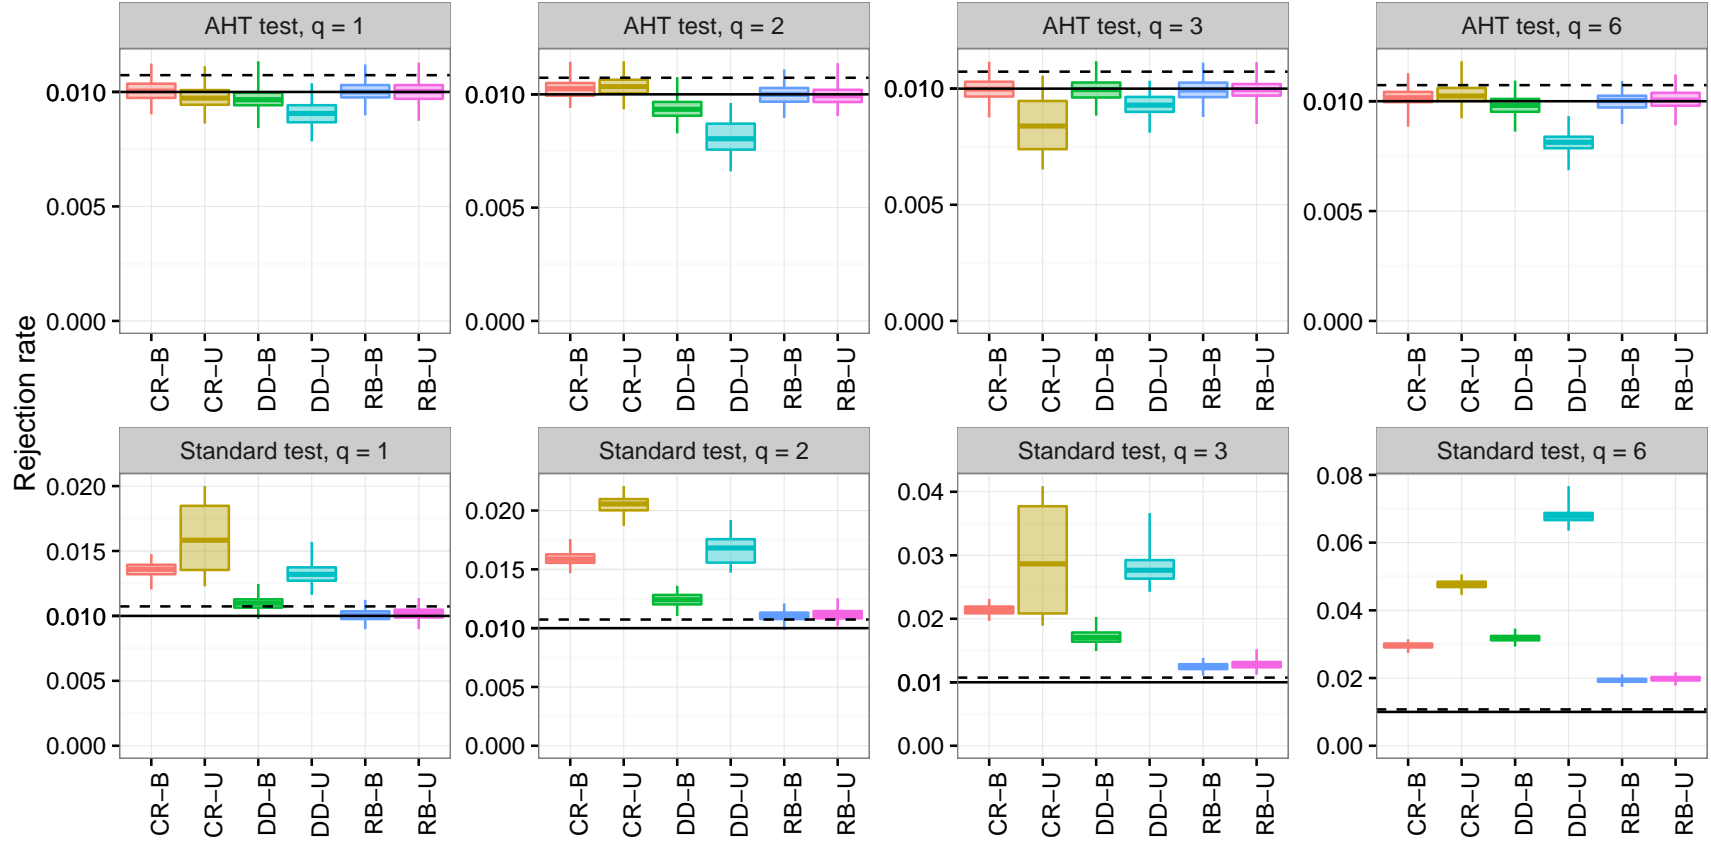 Rejection rate
AHT test, q = 1
0.010
0.005
0.000
CR−B CR−U DD−B DD−U RB−B RB−U
AHT test, q = 2
0.010
0.005
0.000
CR−B CR−U DD−B DD−U RB−B RB−U
AHT test, q = 3
0.010
0.005
0.000
CR−B CR−U DD−B DD−U RB−B RB−U
AHT test, q = 6
0.010
0.005
0.000
CR−B CR−U DD−B DD−U RB−B RB−U
Standard test, q = 1
0.020
0.015
0.010
0.005
0.000
CR−B CR−U DD−B DD−U RB−B RB−U
Standard test, q = 2
0.020
0.015
0.010
0.005
0.000
CR−B CR−U DD−B DD−U RB−B RB−U
Standard test, q = 3
0.04
0.03
0.02
0.01
0.00
CR−B CR−U DD−B DD−U RB−B RB−U
Standard test, q = 6
0.08
0.06
0.04
0.02
0.00
CR−B CR−U DD−B DD−U RB−B RB−U